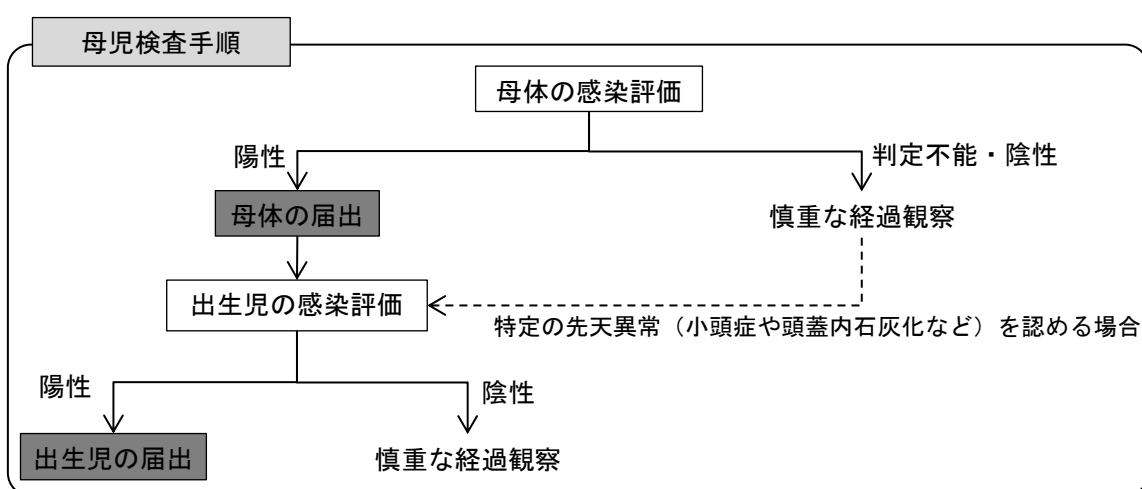 母児検査手順
母体の感染評価
陽性
判定不能・陰性
母体の届出
慎重な経過観察
出生児の感染評価
特定の先天異常（小頭症や頭蓋内石灰化など）を認める場合
陽性
陰性
出生児の届出
慎重な経過観察